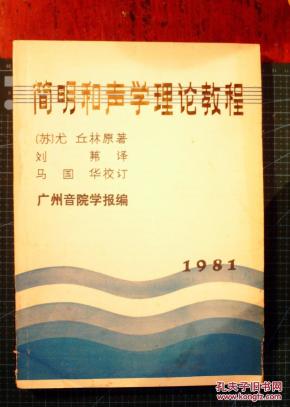 简明和声学理论教程
(苏)尤 丘林原著
刘 茀 译
马 国 华校订
广州音院学报编
1981
孔夫子旧书网